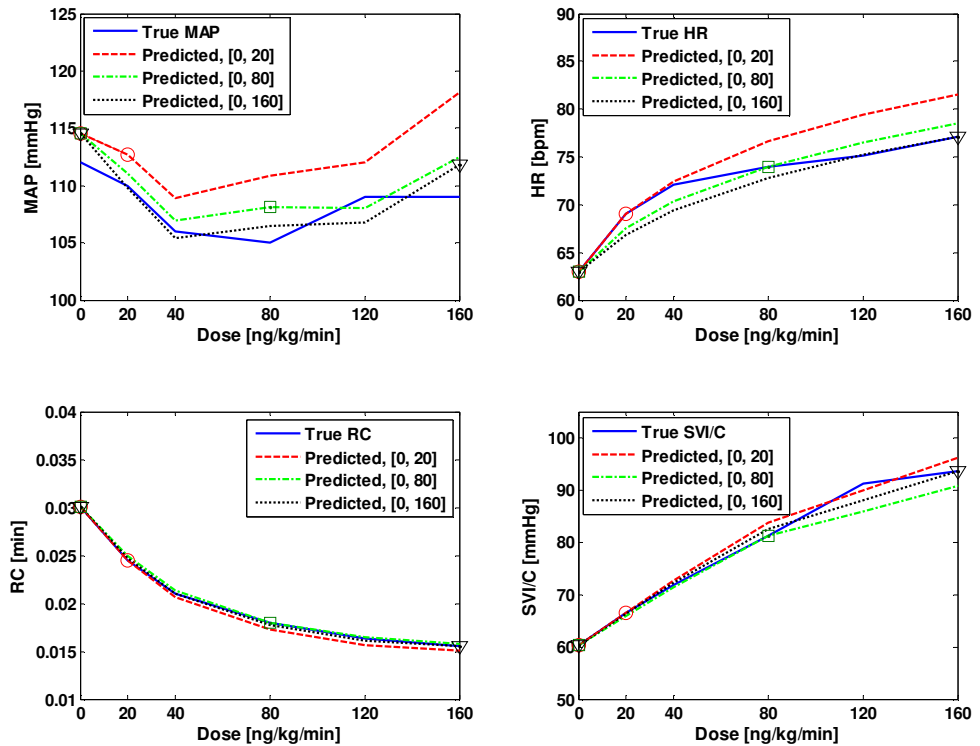 125
120
115
110
105
100
MAP [mmHg]
True MAP
Predicted, [0, 20]
Predicted, [0, 80]
Predicted, [0, 160]
0 20 40 80 120 160
Dose [ng/kg/min]
90
85
80
75
70
65
60
HR [bpm]
True HR
Predicted, [0, 20]
Predicted, [0, 80]
Predicted, [0, 160]
0 20 40 80 120 160
Dose [ng/kg/min]
0.04
0.035
0.03
0.025
0.02
0.015
0.01
RC [min]
True RC
Predicted, [0, 20]
Predicted, [0, 80]
Predicted, [0, 160]
0 20 40 80 120 160
Dose [ng/kg/min]
100
90
80
70
60
50
SVI/C [mmHg]
True SVI/C
Predicted, [0, 20]
Predicted, [0, 80]
Predicted, [0, 160]
0 20 40 80 120 160
Dose [ng/kg/min]